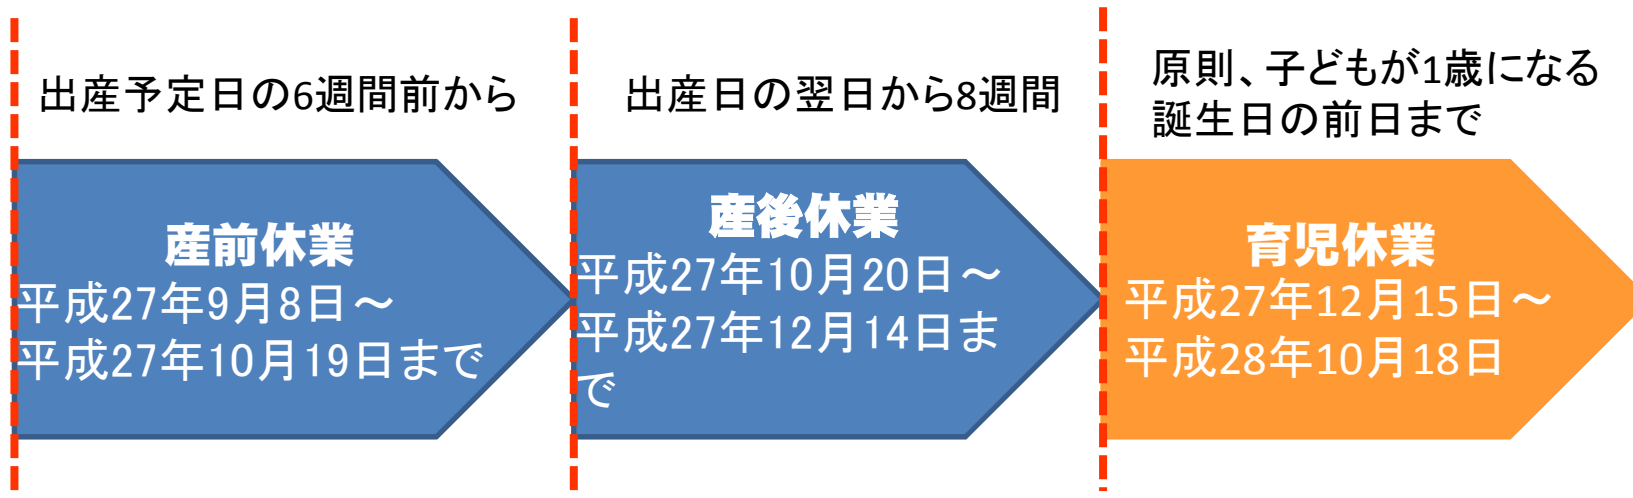 出産予定日の6週間前から
産前休業
平成27年9月8日～
平成27年10月19日まで
出産日の翌日から8週間
産後休業
平成27年10月20日～
平成27年12月14日ま
で
原則、子どもが1歳になる
誕生日の前日まで
育児休業
平成27年12月15日～
平成28年10月18日